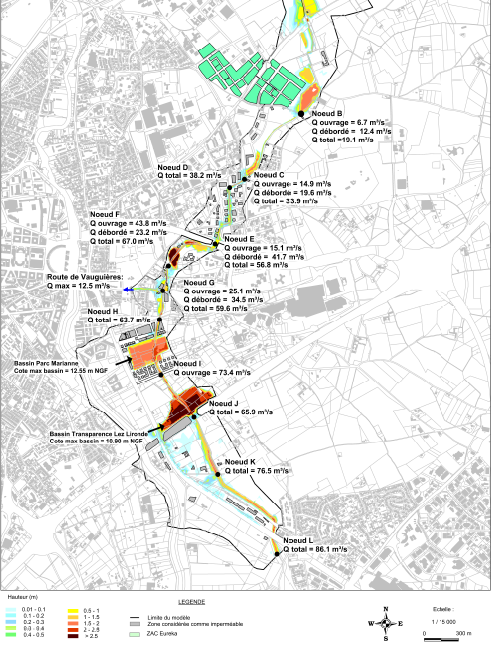 Noeud B
Q ouvrage = 6.7 m³/s
Q débordé = 12.4 m³/s
Q total =19.1 m³/s
Noeud D
Q total = 38.2 m³/s
Noeud C
Q ouvrage = 14.9 m³/s
Q débordé = 19.6 m³/s
Q total = 33.9 m³/s
Noeud F
Q ouvrage = 43.8 m³/s
Q débordé = 23.2 m³/s
Q total = 67.0 m³/s
Noeud E
Q ouvrage = 15.1 m³/s
Q débordé = 41.7 m³/s
Q total = 56.8 m³/s
Route de Vauguières:
Q max = 12.5 m³/s
Noeud G
Q ouvrage = 25.1 m³/s
Q débordé = 34.5 m³/s
Q total = 59.6 m³/s
Noeud H
Q total = 63.7 m³/s
Bassin Parc Marianne
Cote max bassin = 12.55 m NGF
Noeud I
Q ouvrage = 73.4 m³/s
Noeud J
Q total = 65.9 m³/s
Bassin Transparence Lez Lironde
Cote max bassin = 10.90 m NGF
Noeud K
Q total = 76.5 m³/s
Noeud L
Q total = 86.1 m³/s
Hauteur (m)
0.01 - 0.1
0.1 - 0.2
0.2 - 0.3
0.3 - 0.4
0.4 - 0.5
0.5 - 1
1 - 1.5
1.5 - 2
2 - 2.5
> 2.5
LEGENDE
Limite du modèle
Zone considérée comme imperméable
ZAC Eureka
N
W E
S
Echelle :
1 / 15 000
0 300 m